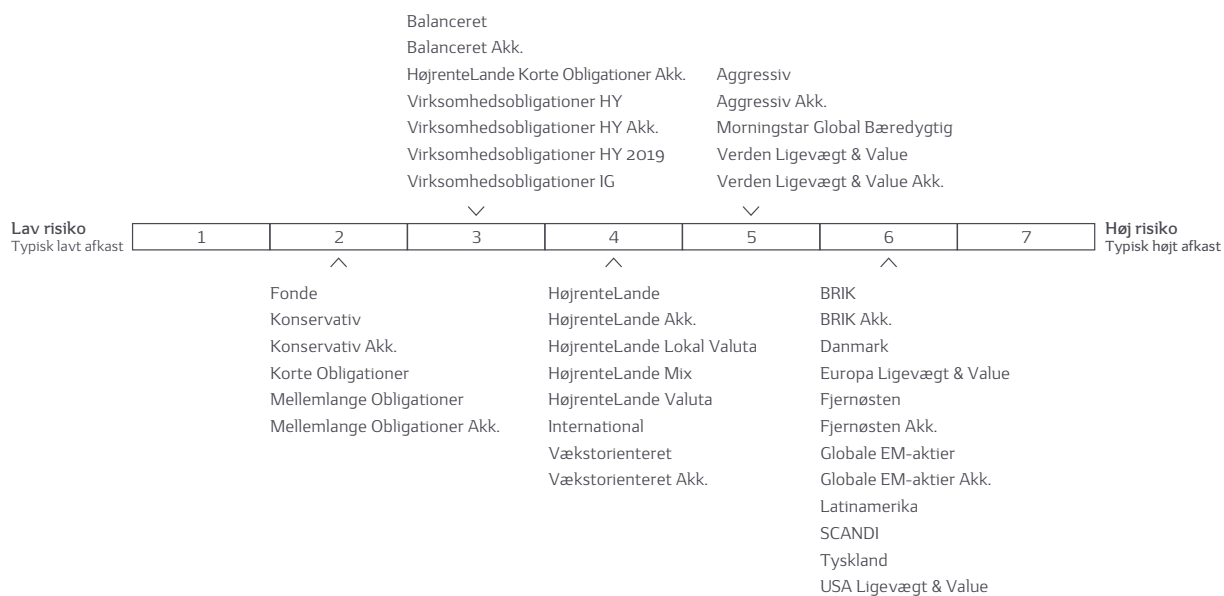 Balanceret
Balanceret Akk.
HøjrenteLande Korte Obligationer Akk.
Virksomhedsobligationer HY
Virksomhedsobligationer HY Akk.
Virksomhedsobligationer HY 2019
Virksomhedsobligationer IG
Aggressiv
Aggressiv Akk.
Morningstar Global Bæredygtig
Verden Ligevægt & Value
Verden Ligevægt & Value Akk.
Lav risiko
Typisk lavt afkast
1 2 3 4 5 6 7
Høj risiko
Typisk højt afkast
Fonde
Konservativ
Konservativ Akk.
Korte Obligationer
Mellemlange Obligationer
Mellemlange Obligationer Akk.
HøjrenteLande
HøjrenteLande Akk.
HøjrenteLande Lokal Valuta
HøjrenteLande Mix
HøjrenteLande Valuta
International
Vækstorienteret
Vækstorienteret Akk.
BRIK
BRIK Akk.
Danmark
Europa Ligevægt & Value
Fjernøsten
Fjernøsten Akk.
Globale EM-aktier
Globale EM-aktier Akk.
Latinamerika
SCANDI
Tyskland
USA Ligevægt & Value